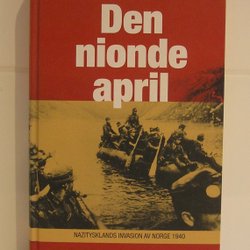 Den
nionde
april
NAZITYSKLANDS INVASION AV NORGE 1940